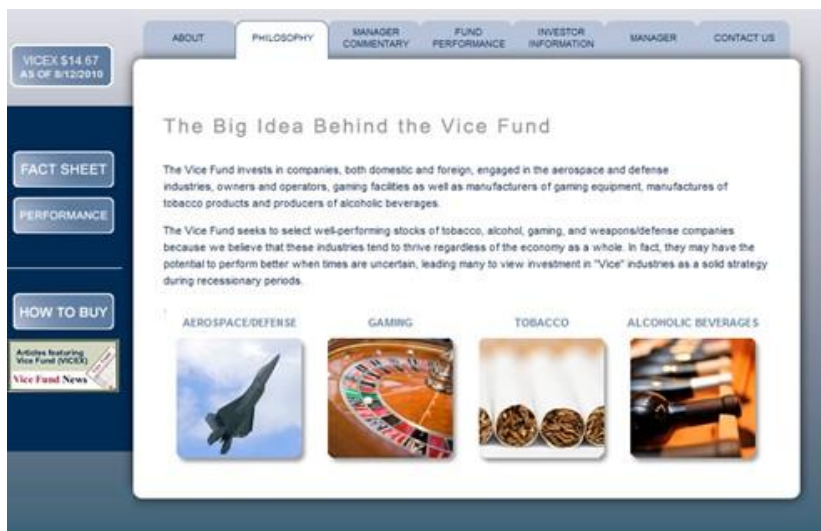 ABOUT
PHILOSOPHY
MANAGER
COMMENTARY
FUND
PERFORMANCE
INVESTOR
INFORMATION
MANAGER
CONTACT US
VICEX $14.67
AS OF 8/12/2010
FACT SHEET
PERFORMANCE
HOW TO BUY
Articles featuring
Vice Fund (VICEX)
Vice Fund News
The Big Idea Behind the Vice Fund
The Vice Fund invests in companies, both domestic and foreign, engaged in the aerospace and defense
industries, owners and operators, gaming facilities as well as manufacturers of gaming equipment, manufactures of
tobacco products and producers of alcoholic beverages.
The Vice Fund seeks to select well-performing stocks of tobacco, alcohol, gaming, and weapons/defense companies
because we believe that these industries tend to thrive regardless of the economy as a whole. In fact, they may have the
potential to perform better when times are uncertain, leading many to view investment in "Vice" industries as a solid strategy
during recessionary periods.
AEROSPACE/DEFENSE
GAMING
TOBACCO
ALCOHOLIC BEVERAGES